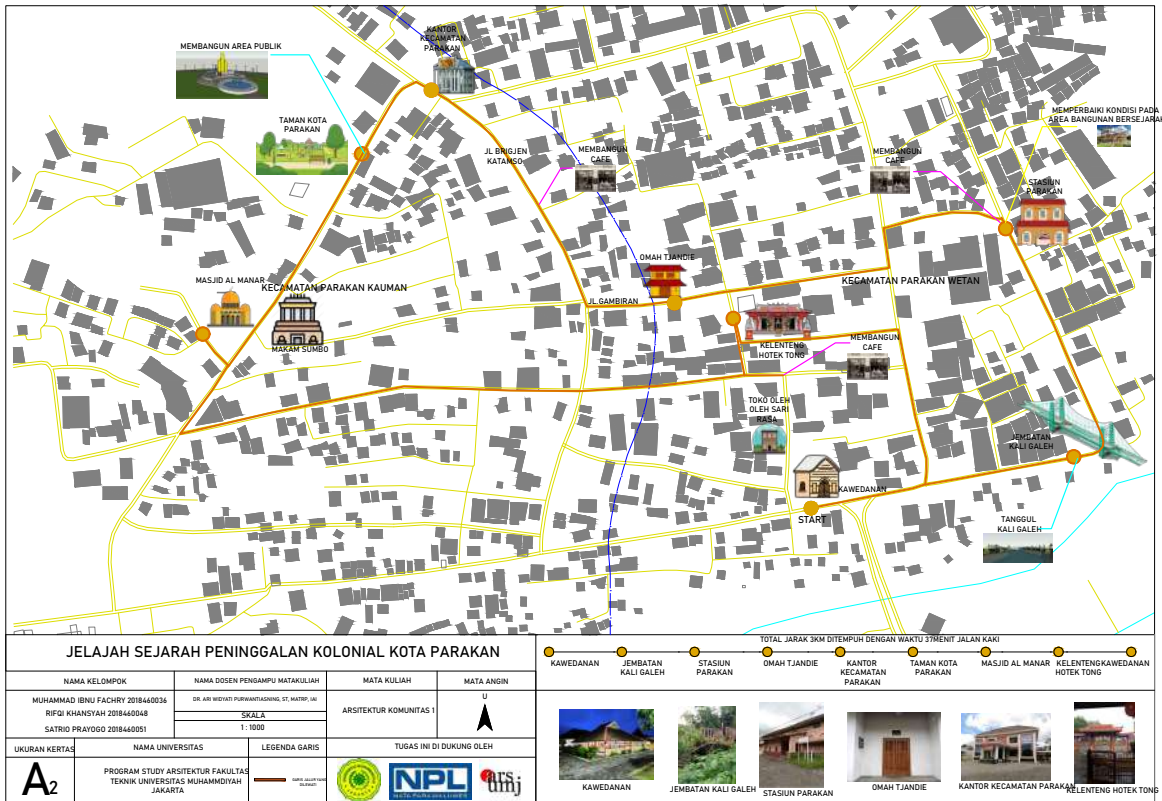 MEMBANGUN AREA PUBLIK
KANTOR
KECAMATAN
PARAKAN
TAMAN KOTA
PARAKAN
JL BRIGJEN
KATAMSO
MEMBANGUN
CAFE
MEMBANGUN
CAFE
MEMPERBAIKI KONDISI PADA
AREA BANGUNAN BERSEJARAH
STASIUN
PARAKAN
OMAH TJANDIE
MASJID AL MANAR
KECAMATAN PARAKAN KAUMAN
MAKAM SUMBO
JL.GAMBIRAN
KECAMATAN PARAKAN WETAN
KELENTENG
HOTEK TONG
MEMBANGUN
CAFE
TOKO OLEH
OLEH SARI
RASA
JEMBATAN
KALI GALEH
KAWEDANAN
START
TANGGUL
KALI GALEH
JELAJAH SEJARAH PENINGGALAN KOLONIAL KOTA PARAKAN
NAMA KELOMPOK
NAMA DOSEN PENGAMPU MATAKULIAH
MATA KULIAH
MATA ANGIN
MUHAMMAD IBNU FACHRY 2018460036
RIFQI KHANSYAH 2018460048
SATRIO PRAYOGO 2018460051
DR. ARI WIDYATI PURWANTIASNING, ST, MATRP, IAI
SKALA
1 : 1000
ARSITEKTUR KOMUNITAS 1
U
UKURAN KERTAS
NAMA UNIVERSITAS
LEGENDA GARIS
TUGAS INI DI DUKUNG OLEH
A2
PROGRAM STUDY ARSITEKTUR FAKULTAS
TEKNIK UNIVERSITAS MUHAMMDIYAH
JAKARTA
GARIS JALUR YANG
DILEWATI
NPL
ars
umj
TOTAL JARAK 3KM DITEMPUH DENGAN WAKTU 37MENIT JALAN KAKI
KAWEDANAN
JEMBATAN
KALI GALEH
STASIUN
PARAKAN
OMAH TJANDIE
KANTOR
KECAMATAN
PARAKAN
TAMAN KOTA
PARAKAN
MASJID AL MANAR
KELENTENG
HOTEK TONG
KAWEDANAN
KAWEDANAN
JEMBATAN KALI GALEH
STASIUN PARAKAN
OMAH TJANDIE
KANTOR KECAMATAN PARAKAN
KELENTENG HOTEK TONG